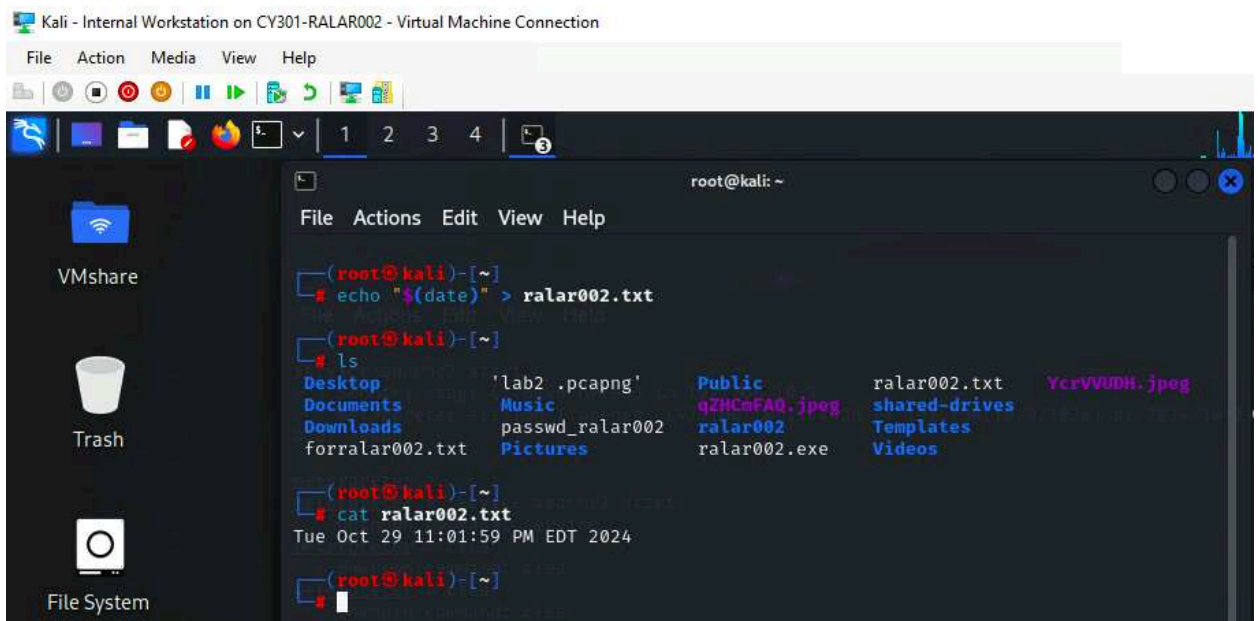 Kali - Internal Workstation on CY301-RALAR002 - Virtual Machine Connection
File Action Media View Help
1 2 3 4 3
root@kali: ~
File Actions Edit View Help
VMshare
Trash
File System
┌──(root㉿kali)-[~]
└─# echo "$(date)" > ralar002.txt
┌──(root㉿kali)-[~]
└─# ls
Desktop 'lab2 .pcapng' Public ralar002.txt YcrVVUDH.jpeg
Documents Music qZHCmFAQ.jpeg shared-drives
Downloads passwd_ralar002 ralar002 Templates
forralar002.txt Pictures ralar002.exe Videos
┌──(root㉿kali)-[~]
└─# cat ralar002.txt
Tue Oct 29 11:01:59 PM EDT 2024
┌──(root㉿kali)-[~]
└─#